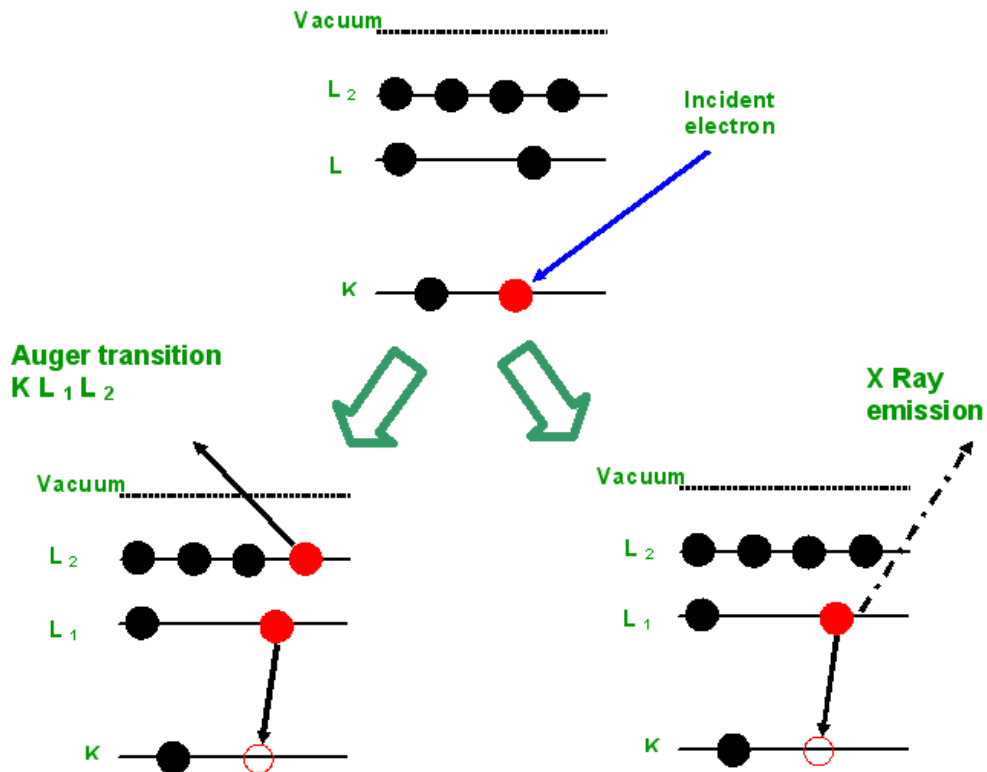 Vacuum
L 2
Incident
electron
L
K
Auger transition
K L 1 L 2
X Ray
emission
Vacuum
L 2
L 1
K
Vacuum
L 2
L 1
K